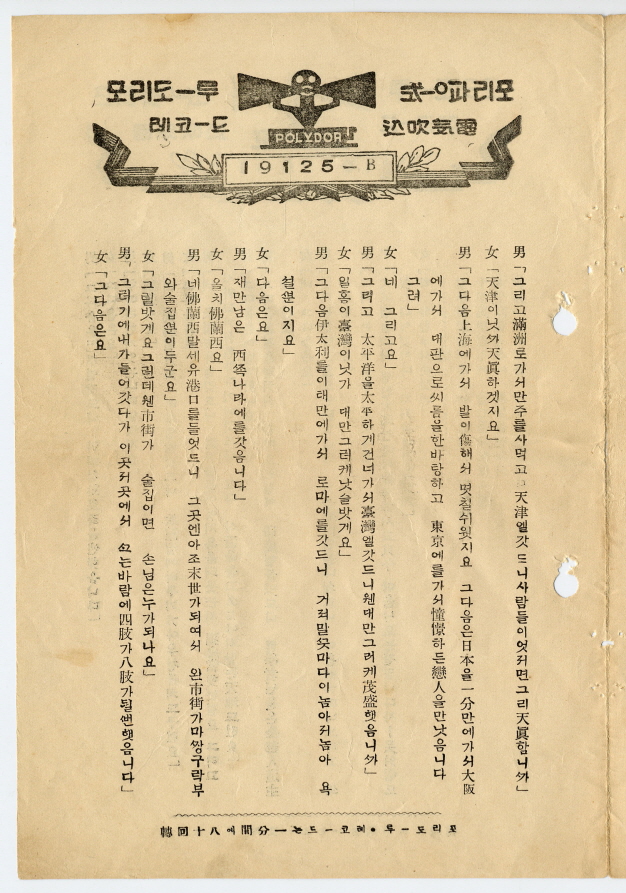 포리도—루
레코—드
POLYDOR
폴리파아—式
電氣吹込
19125—B
男「그리고滿洲로가서만주를사먹고 天津엘갓드니사람들이엇저면그리天眞함니까」
女「天津이닛까天眞하겟지요」
男「그다음上海에가서 발이傷해서 몃칠쉬웟지요 그다음은日本을一分만에가서大阪
에가서 대판으로씨름을한바탕하고 東京에를가서憧憬하든戀人을만낫음니다
그려」
女「네 그리고요」
男「그리고 太平洋을太平하게건너가서臺灣엘갓드니웬대만그러케茂盛햇음니까」
女「일홍이臺灣이닛가 대만그러케낫슬밧게요」
男「그다음伊太利를이태만에가서 로마에를갓드니 거저말끗마다이놈아저놈아 욕
설뿐이지요」
女「다음은요」
男「재만남은 西쪽나라에를갓음니다」
女「올치佛蘭西요」
男「네佛蘭西말세유港口를들엇드니 그곳엔아조末世가되여서 왼市街가마쌍구락부
와술집뿐이두군요」
女「그럴밧게요그런데웬市街가 술집이면 손님은누가되나요」
男「그러기에내가들어갓다가 이곳저곳에서 끄는바람에四肢가八肢가될뻔햇음니다」
女「그다음은요」
포리도—루•레코—드는一分間에八十回轉